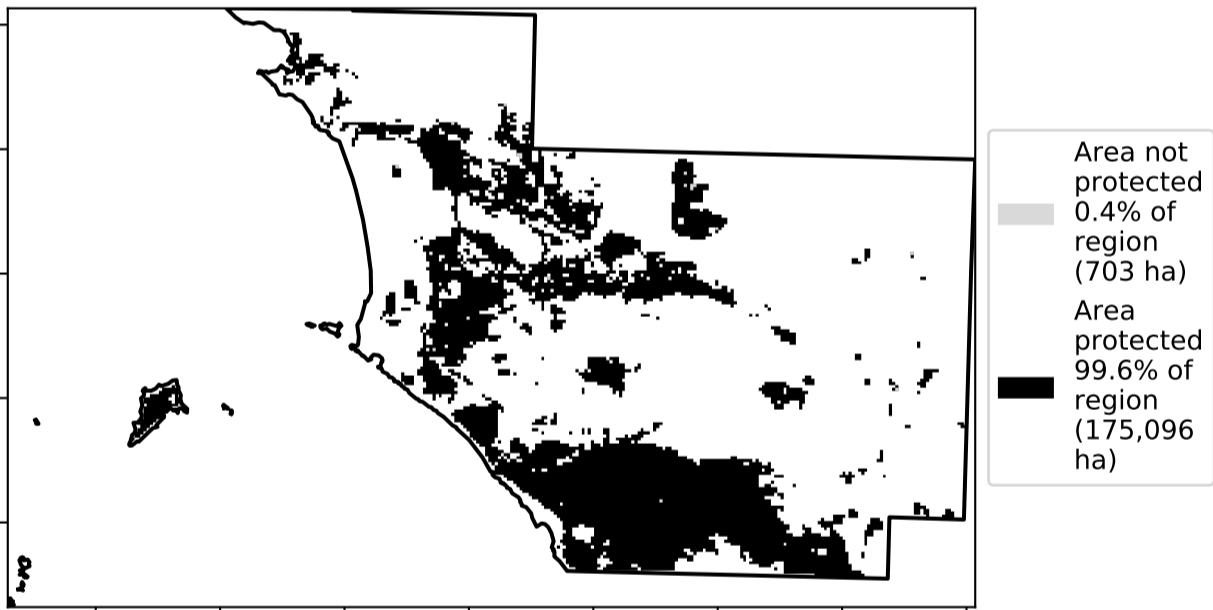 Area not
protected
0.4% of
region
(703 ha)
Area
protected
99.6% of
region
(175,096
ha)